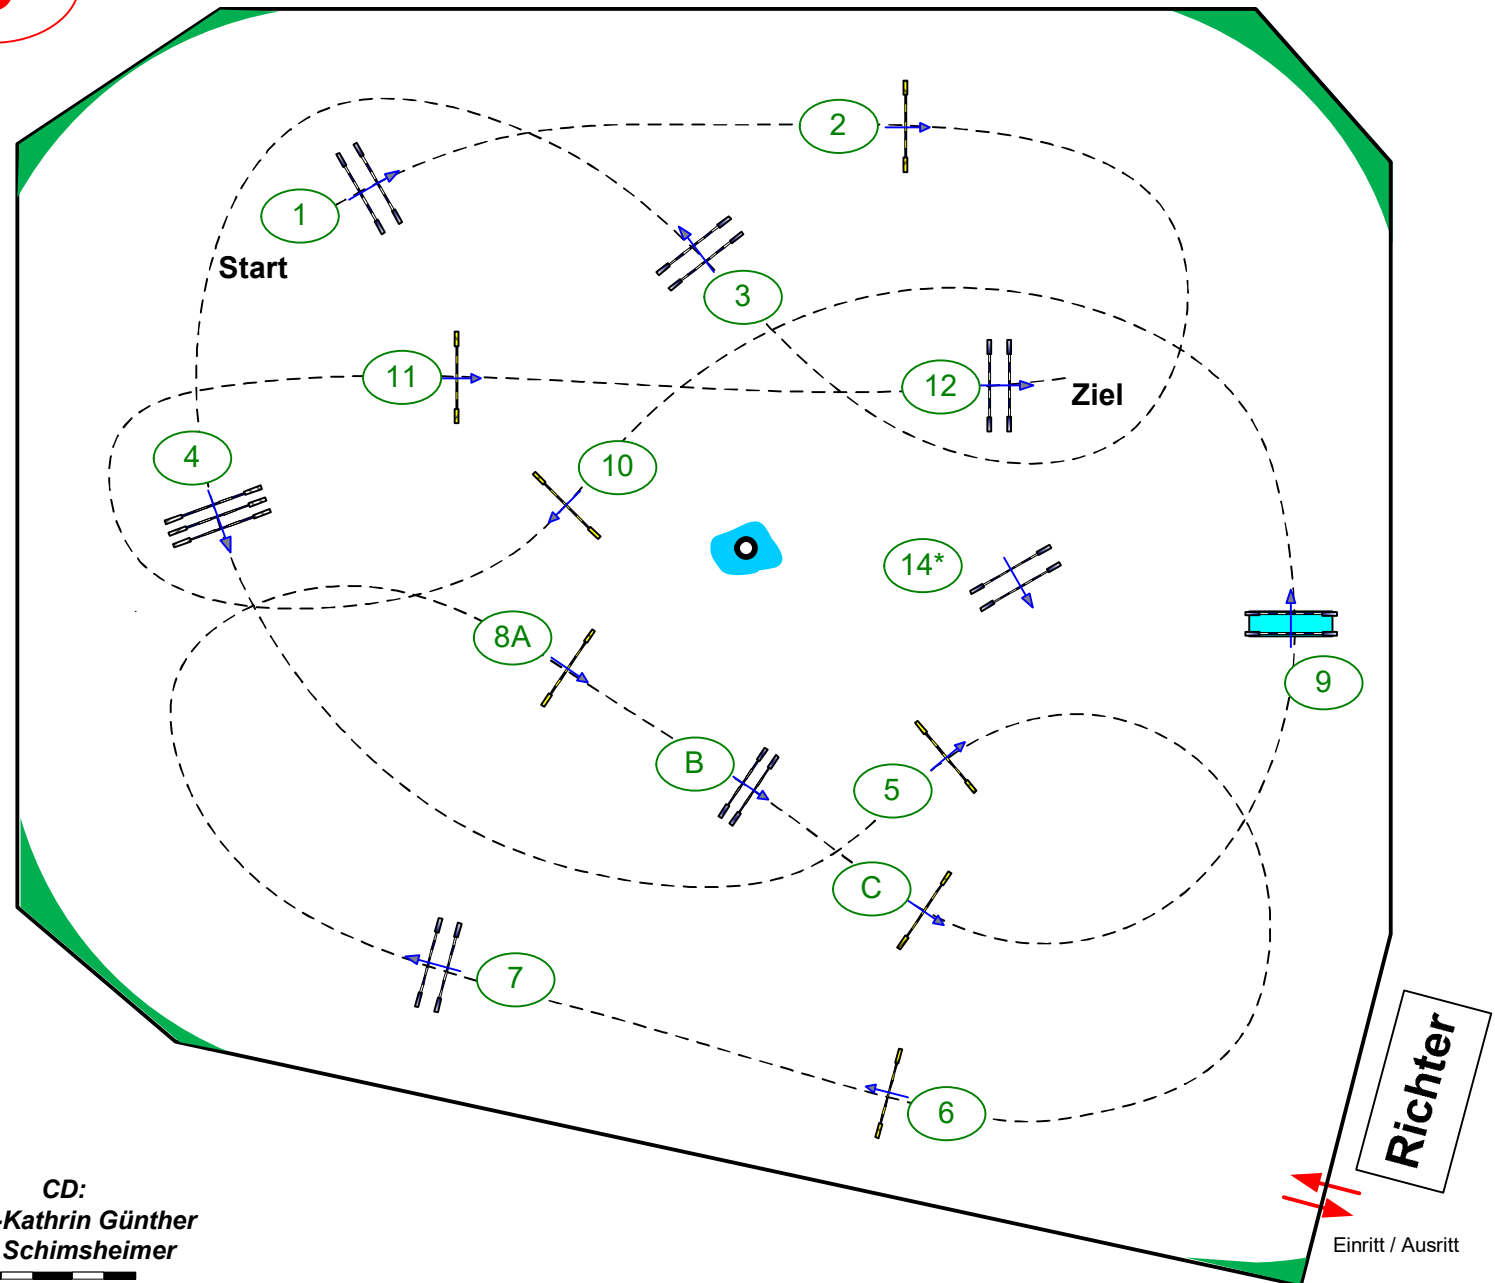 2
1
Start
3
11
12
Ziel
4
10
14*
8A
9
B
5
C
7
6
Richter
CD:
-Kathrin Günther
Schimsheimer
Einritt / Ausritt